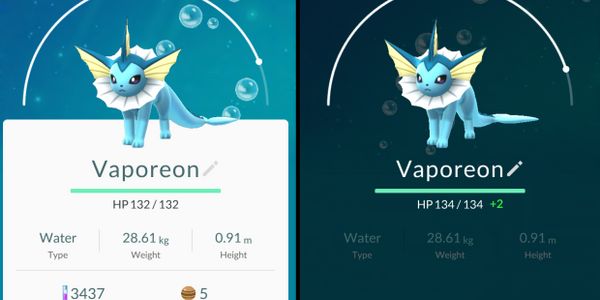 Vaporeon
HP 132 / 132
Water 28.61 kg 0.91 m
Type Weight Height
3437 5
Vaporeon
HP 134 / 134 +2
Water 28.61 kg 0.91 m
Type Weight Height